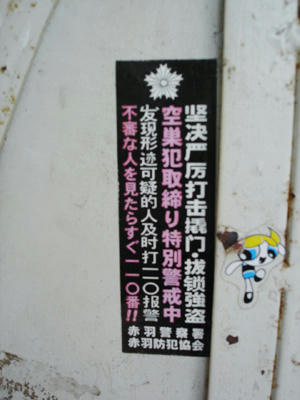 坚决严厉打击撬门·拔锁強盗
空巣犯取締り特別警戒中
发现形迹可疑的人及时打一一〇报警
不審な人を見たらすぐ一一〇番!!
赤羽警察署
赤羽防犯協会